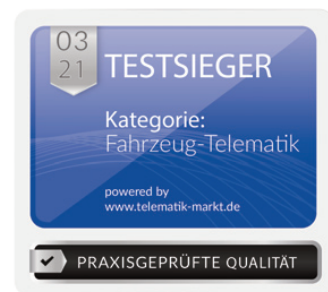 03
21
TESTSIEGER
Kategorie:
Fahrzeug-Telematik
powered by
www.telematik-markt.de
PRAXISGEPRÜFTE QUALITÄT